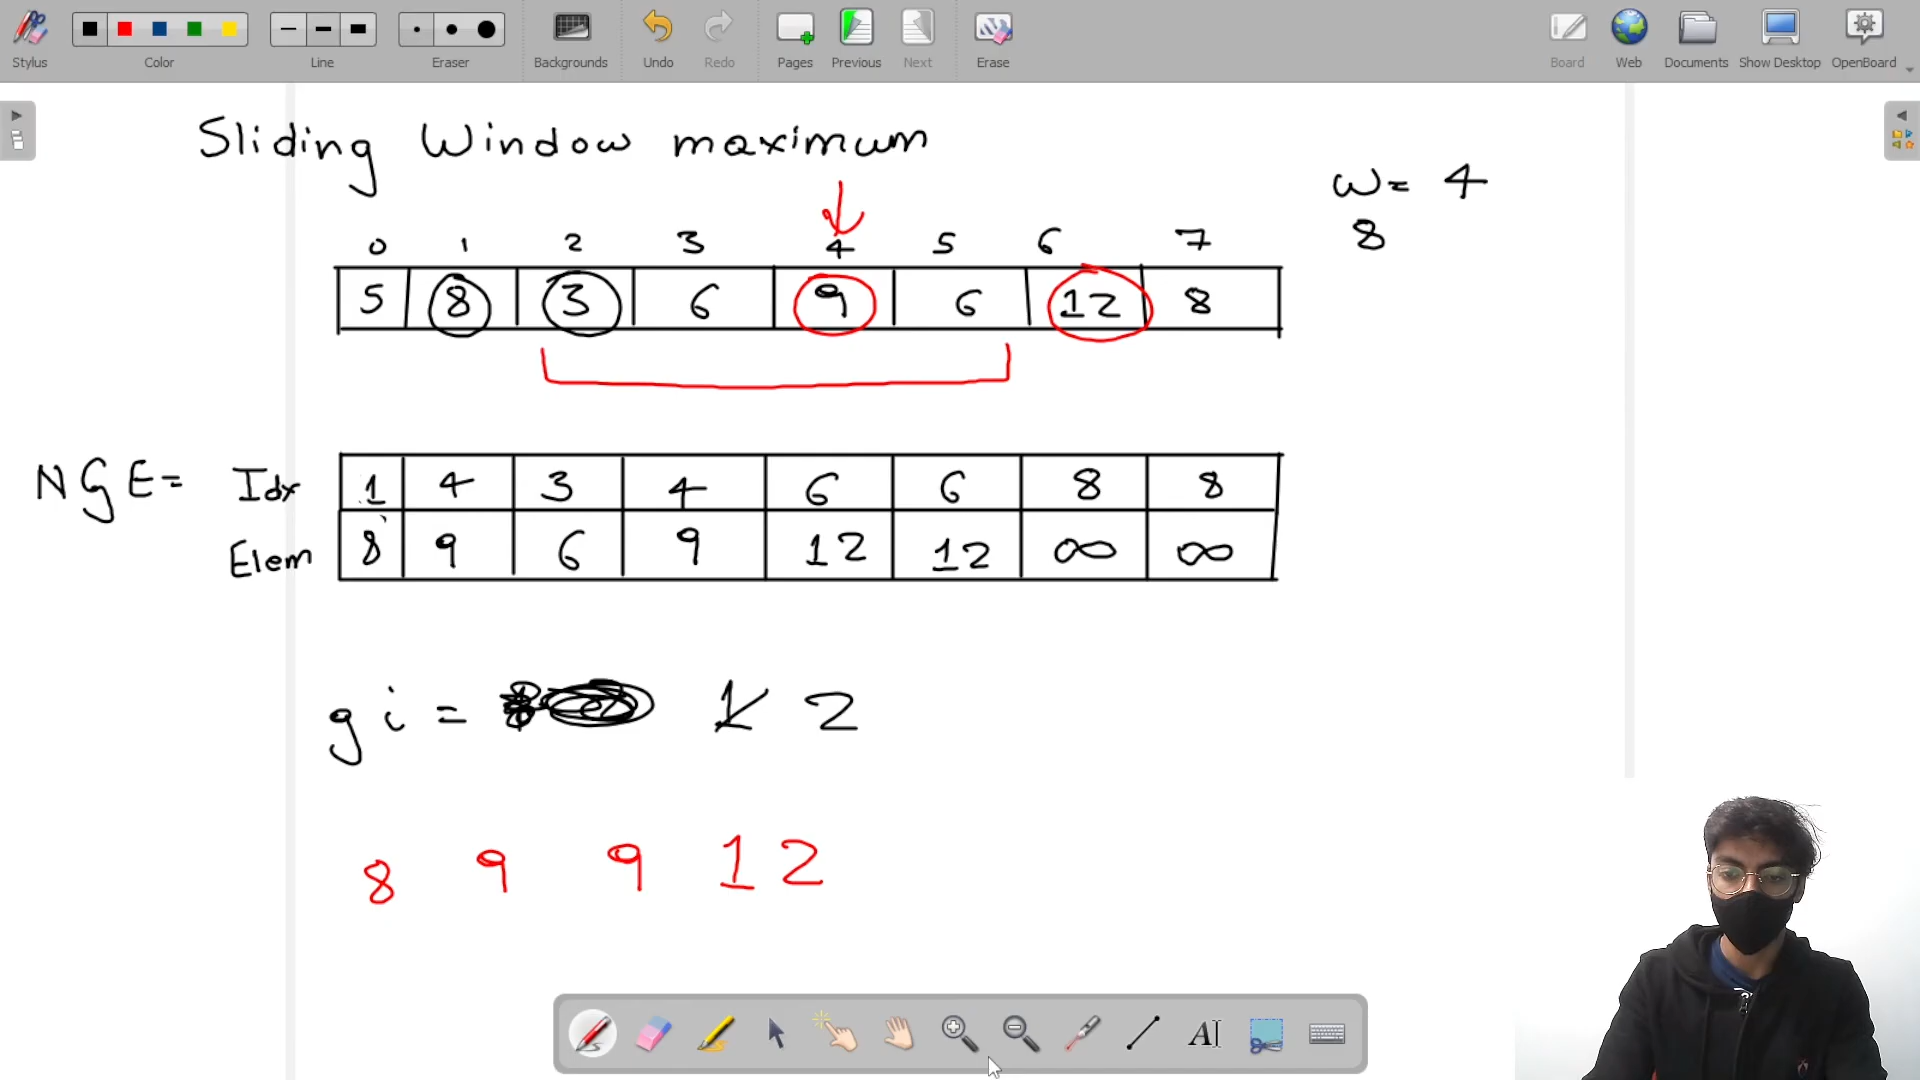 Stylus Color Line Eraser Backgrounds Undo Redo Pages Previous Next Erase Board Web Documents Show Desktop OpenBoard
Sliding Window maximum
w= 4
8
0 1 2 3 4 5 6 7
5 8 3 6 9 6 12 8
NGE= Idx 1 4 3 4 6 6 8 8
Elem 8 9 6 9 12 12 ∞ ∞
gi = 1 2
8 9 9 12